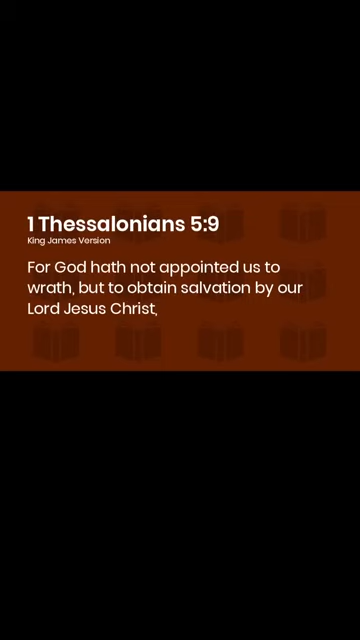 1 Thessalonians 5:9
King James Version
For God hath not appointed us to
wrath, but to obtain salvation by our
Lord Jesus Christ,